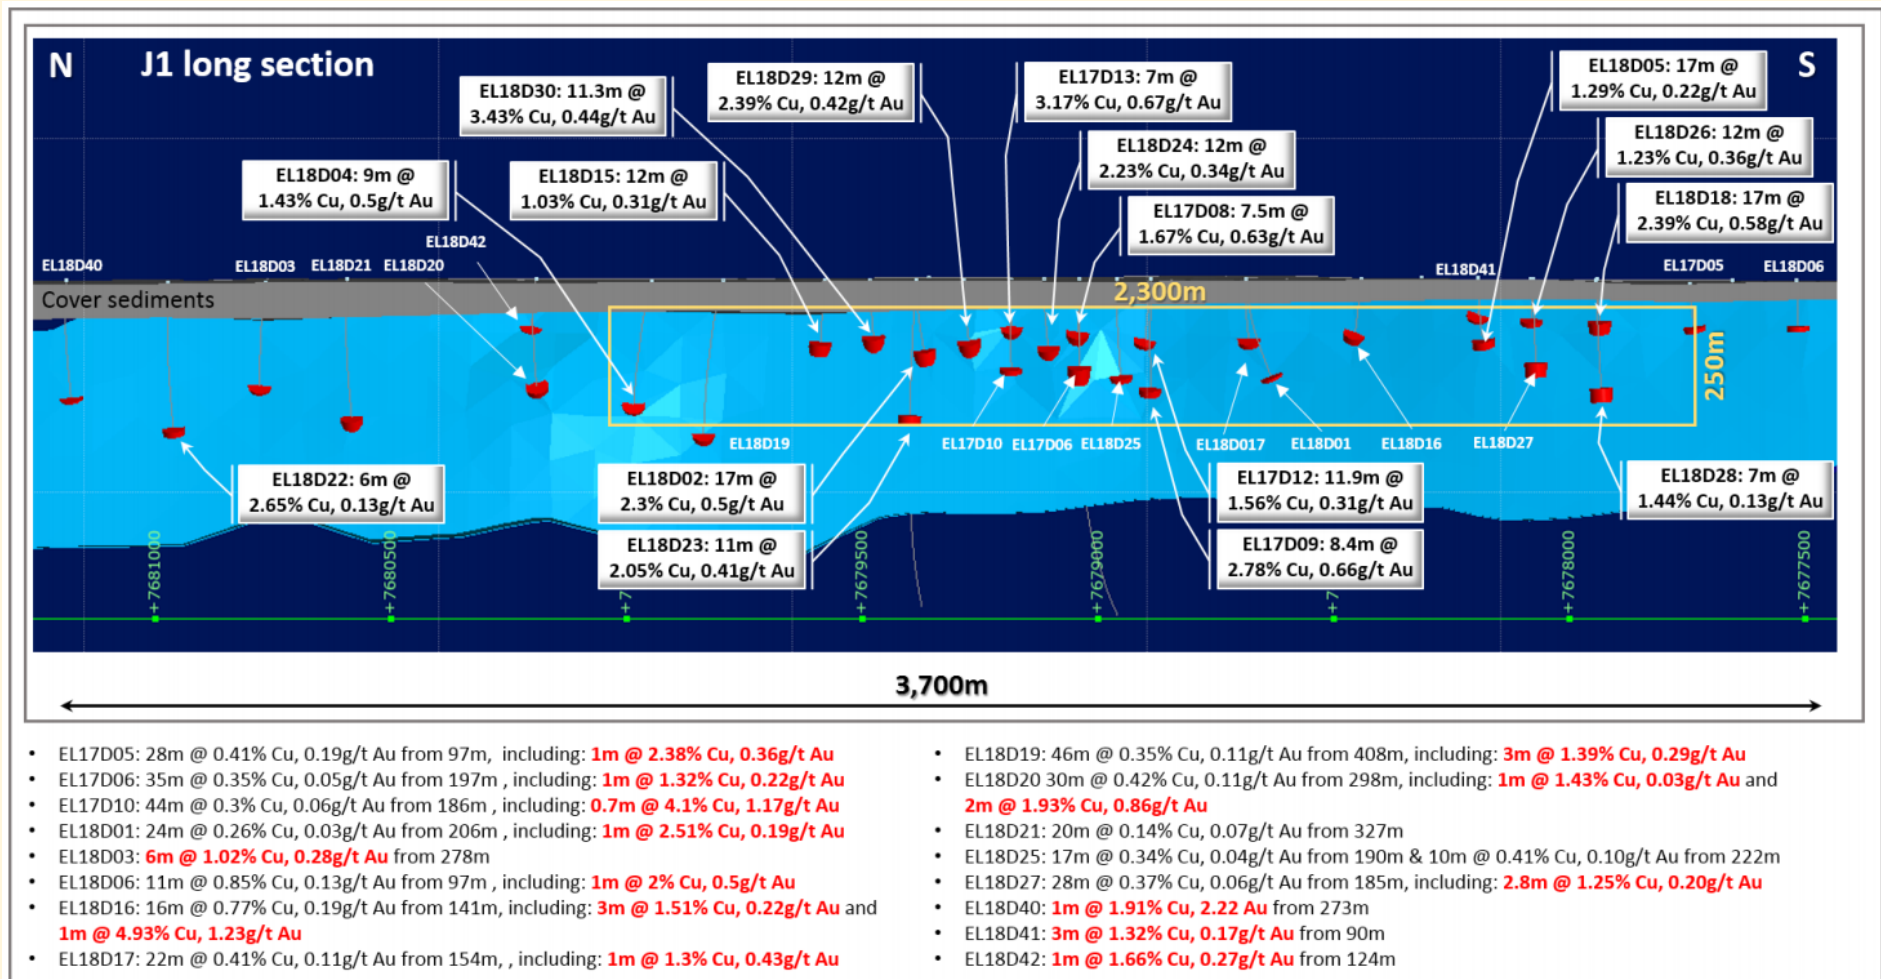 N J1 long section S
EL18D30: 11.3m @
3.43% Cu, 0.44g/t Au
EL18D29: 12m @
2.39% Cu, 0.42g/t Au
EL17D13: 7m @
3.17% Cu, 0.67g/t Au
EL18D05: 17m @
1.29% Cu, 0.22g/t Au
EL18D24: 12m @
2.23% Cu, 0.34g/t Au
EL18D26: 12m @
1.23% Cu, 0.36g/t Au
EL18D04: 9m @
1.43% Cu, 0.5g/t Au
EL18D15: 12m @
1.03% Cu, 0.31g/t Au
EL17D08: 7.5m @
1.67% Cu, 0.63g/t Au
EL18D18: 17m @
2.39% Cu, 0.58g/t Au
EL18D42
EL18D40 EL18D03 EL18D21 EL18D20 EL18D41 EL17D05 EL18D06
Cover sediments
2,300m
250m
EL18D19 EL17D10 EL17D06 EL18D25 EL18D017 EL18D01 EL18D16 EL18D27
EL18D22: 6m @
2.65% Cu, 0.13g/t Au
EL18D02: 17m @
2.3% Cu, 0.5g/t Au
EL17D12: 11.9m @
1.56% Cu, 0.31g/t Au
EL18D28: 7m @
1.44% Cu, 0.13g/t Au
EL18D23: 11m @
2.05% Cu, 0.41g/t Au
EL17D09: 8.4m @
2.78% Cu, 0.66g/t Au
+7681000 +7680500 +7 +7679500 +7679000 +7 +7678000 +7677500
3,700m
• EL17D05: 28m @ 0.41% Cu, 0.19g/t Au from 97m, including: 1m @ 2.38% Cu, 0.36g/t Au
• EL17D06: 35m @ 0.35% Cu, 0.05g/t Au from 197m , including: 1m @ 1.32% Cu, 0.22g/t Au
• EL17D10: 44m @ 0.3% Cu, 0.06g/t Au from 186m , including: 0.7m @ 4.1% Cu, 1.17g/t Au
• EL18D01: 24m @ 0.26% Cu, 0.03g/t Au from 206m , including: 1m @ 2.51% Cu, 0.19g/t Au
• EL18D03: 6m @ 1.02% Cu, 0.28g/t Au from 278m
• EL18D06: 11m @ 0.85% Cu, 0.13g/t Au from 97m , including: 1m @ 2% Cu, 0.5g/t Au
• EL18D16: 16m @ 0.77% Cu, 0.19g/t Au from 141m, including: 3m @ 1.51% Cu, 0.22g/t Au and
1m @ 4.93% Cu, 1.23g/t Au
• EL18D17: 22m @ 0.41% Cu, 0.11g/t Au from 154m, , including: 1m @ 1.3% Cu, 0.43g/t Au
• EL18D19: 46m @ 0.35% Cu, 0.11g/t Au from 408m, including: 3m @ 1.39% Cu, 0.29g/t Au
• EL18D20 30m @ 0.42% Cu, 0.11g/t Au from 298m, including: 1m @ 1.43% Cu, 0.03g/t Au and
2m @ 1.93% Cu, 0.86g/t Au
• EL18D21: 20m @ 0.14% Cu, 0.07g/t Au from 327m
• EL18D25: 17m @ 0.34% Cu, 0.04g/t Au from 190m & 10m @ 0.41% Cu, 0.10g/t Au from 222m
• EL18D27: 28m @ 0.37% Cu, 0.06g/t Au from 185m, including: 2.8m @ 1.25% Cu, 0.20g/t Au
• EL18D40: 1m @ 1.91% Cu, 2.22 Au from 273m
• EL18D41: 3m @ 1.32% Cu, 0.17g/t Au from 90m
• EL18D42: 1m @ 1.66% Cu, 0.27g/t Au from 124m